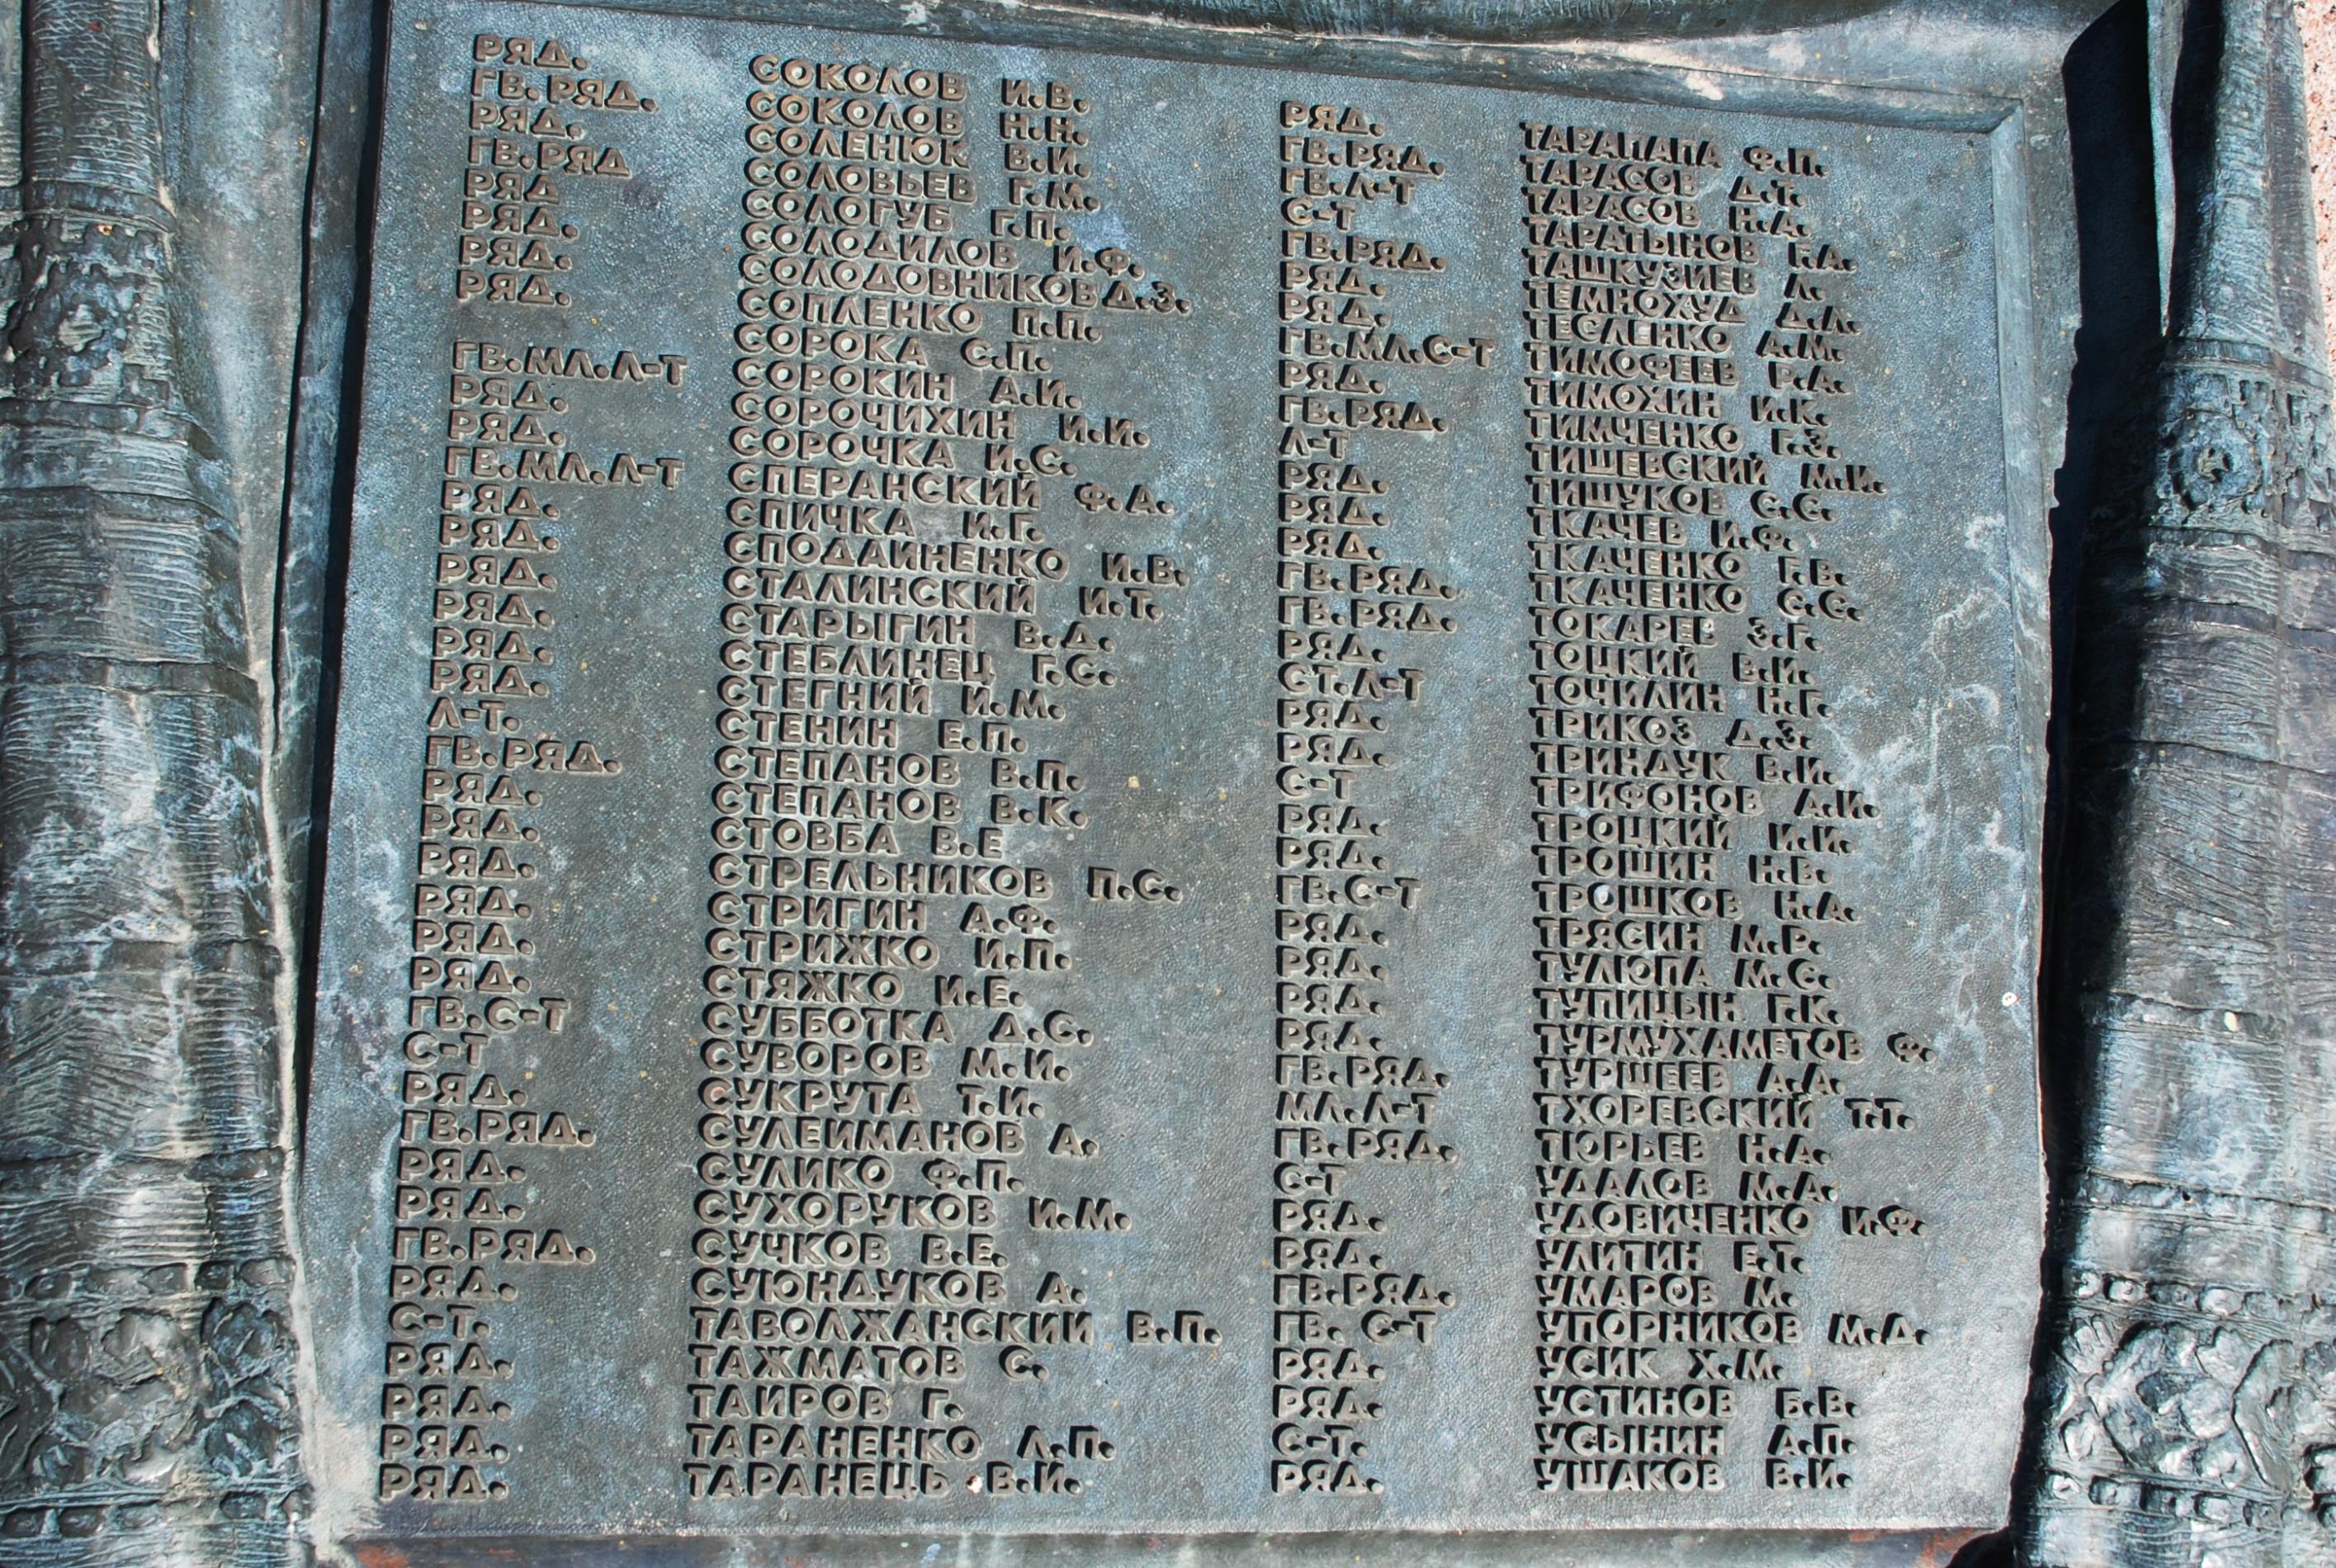 РЯД. СОКОЛОВ И.В.
ГВ.РЯД. СОКОЛОВ Н.Н.
РЯД. СОЛЕНЮК В.И.
ГВ.РЯД СОЛОВЬЕВ Г.М.
РЯД СОЛОГУБ Г.П.
РЯД. СОЛОДИЛОВ И.Ф.
РЯД. СОЛОДОВНИКОВ Д.З.
РЯД. СОПЛЕНКО П.П.
СОРОКА С.П.
ГВ.МЛ.Л-Т СОРОКИН А.И.
РЯД. СОРОЧИХИН И.И.
РЯД. СОРОЧКА И.С.
ГВ.МЛ.Л-Т СПЕРАНСКИЙ Ф.А.
РЯД. СПИЧКА И.Г.
РЯД. СПОДАИНЕНКО И.В.
РЯД. СТАЛИНСКИЙ И.Т.
РЯД. СТАРЫГИН В.Д.
РЯД. СТЕБЛИНЕЦ Г.С.
РЯД. СТЕГНИЙ И.М.
Л-Т. СТЕНИН Е.П.
ГВ.РЯД. СТЕПАНОВ В.П.
РЯД. СТЕПАНОВ В.К.
РЯД. СТОВБА В.Е
РЯД. СТРЕЛЬНИКОВ П.С.
РЯД. СТРИГИН А.Ф.
РЯД. СТРИЖКО И.П.
РЯД. СТЯЖКО И.Е.
ГВ.С-Т СУББОТКА Д.С.
С-Т СУВОРОВ М.И.
РЯД. СУКРУТА Т.И.
ГВ.РЯД. СУЛЕИМАНОВ А.
РЯД. СУЛИКО Ф.П.
РЯД. СУХОРУКОВ И.М.
ГВ.РЯД. СУЧКОВ В.Е.
РЯД. СУЮНДУКОВ А.
С-Т. ТАВОЛЖАНСКИИ В.П.
РЯД. ТАЖМАТОВ С.
РЯД. ТАИРОВ Г.
РЯД. ТАРАНЕНКО Л.П.
РЯД. ТАРАНЕЦЬ В.И.
РЯД. ТАРАПАПА Ф.П.
ГВ.РЯД. ТАРАСОВ Д.Т.
ГВ.Л-Т ТАРАСОВ Н.А.
С-Т ТАРАТЫНОВ Г.А.
ГВ.РЯД. ТАШКУЗИЕВ Л.
РЯД. ТЕМНОХУД Д.Л.
РЯД. ТЕСЛЕНКО А.М.
ГВ.МЛ.С-Т ТИМОФЕЕВ Р.А.
РЯД. ТИМОХИН И.К.
ГВ.РЯД. ТИМЧЕНКО Г.З.
Л-Т ТИШЕВСКИЙ М.И.
РЯД. ТИШУКОВ С.С.
РЯД. ТКАЧЕВ И.Ф.
РЯД. ТКАЧЕНКО Г.В.
ГВ.РЯД. ТКАЧЕНКО С.С.
ГВ.РЯД. ТОКАРЕВ З.Г.
РЯД. ТОЦКИЙ В.И.
СТ.Л-Т ТОЧИЛИН Н.Г.
РЯД. ТРИКОЗ Д.З.
РЯД. ТРИНДУК В.И.
С-Т ТРИФОНОВ А.И.
РЯД. ТРОЦКИЙ И.И.
РЯД. ТРОШИН Н.В.
ГВ.С-Т ТРОШКОВ Н.А.
РЯД. ТРЯСИН М.Р.
РЯД. ТУЛЮПА М.С.
РЯД. ТУПИЦЫН Г.К.
РЯД. ТУРМУХАМЕТОВ Ф.
ГВ.РЯД. ТУРШЕЕВ А.А.
МЛ.Л-Т ТХОРЕВСКИЙ Т.Т.
ГВ.РЯД. ТЮРЬЕВ Н.А.
С-Т УДАЛОВ М.А.
РЯД. УДОВИЧЕНКО И.Ф.
РЯД. УЛИТИН Е.Т.
ГВ.РЯД. УМАРОВ М.
ГВ. С-Т УПОРНИКОВ М.Д.
РЯД. УСИК Х.М.
РЯД. УСТИНОВ Б.В.
С-Т. УСЫНИН А.П.
РЯД. УШАКОВ В.И.